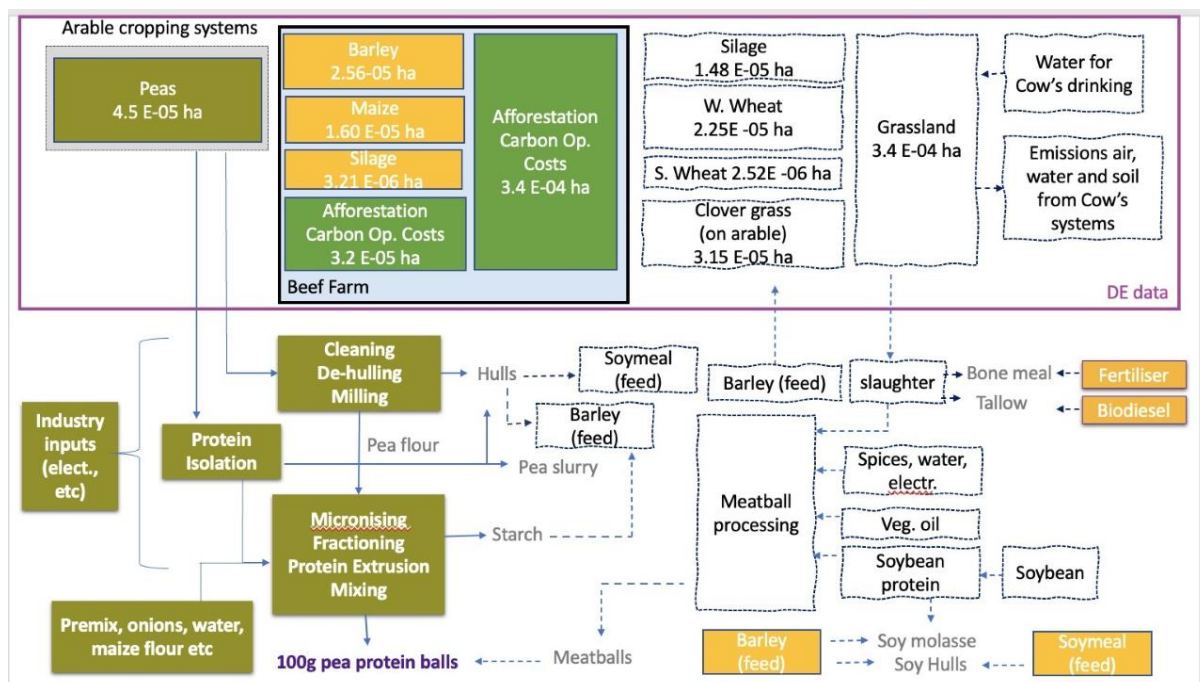 Arable cropping systems
Peas
4.5 E-05 ha
Barley
2.56-05 ha
Maize
1.60 E-05 ha
Silage
3.21 E-06 ha
Afforestation
Carbon Op. Costs
3.2 E-05 ha
Afforestation
Carbon Op.
Costs
3.4 E-04 ha
Beef Farm
Silage
1.48 E-05 ha
W. Wheat
2.25E -05 ha
S. Wheat 2.52E -06 ha
Clover grass
(on arable)
3.15 E-05 ha
Grassland
3.4 E-04 ha
Water for
Cow's drinking
Emissions air,
water and soil
from Cow's
systems
DE data
Industry
inputs
(elect.,
etc)
Cleaning
De-hulling
Milling
Hulls
Soymeal
(feed)
Barley
(feed)
Protein
Isolation
Pea flour
Pea slurry
Micronising
Fractioning
Protein Extrusion
Mixing
Starch
Premix, onions, water,
maize flour etc
100g pea protein balls
Meatballs
Barley (feed)
slaughter
Bone meal
Tallow
Fertiliser
Biodiesel
Meatball
processing
Spices, water,
electr.
Veg. oil
Soybean
protein
Soybean
Barley
(feed)
Soy molasse
Soy Hulls
Soymeal
(feed)